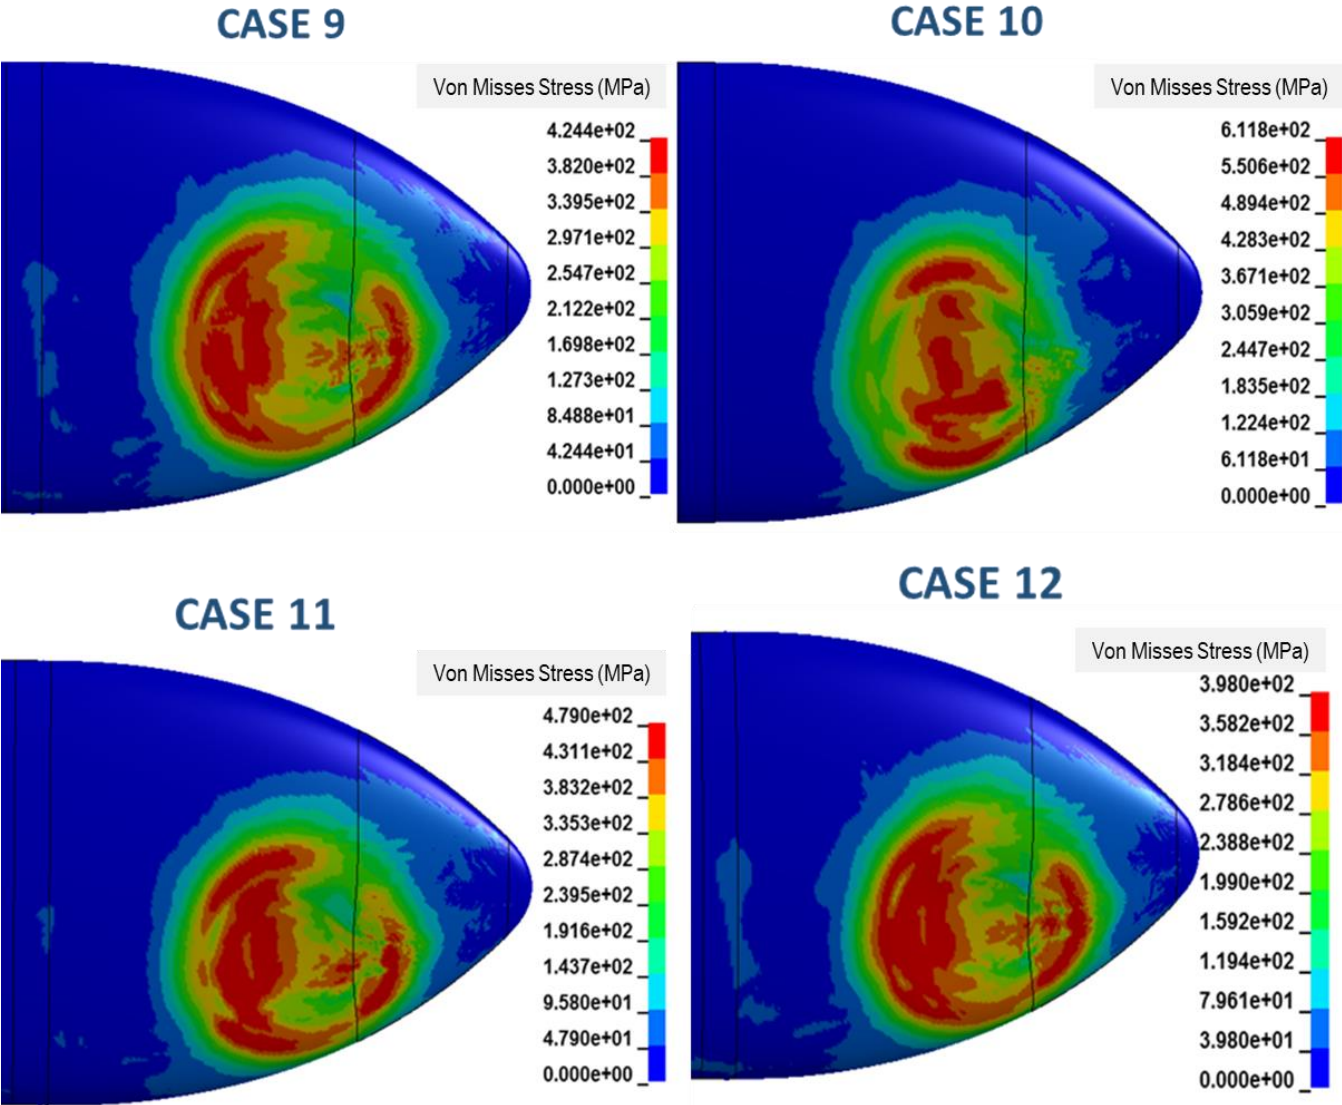 CASE 9
Von Misses Stress (MPa)
4.244e+02
3.820e+02
3.395e+02
2.971e+02
2.547e+02
2.122e+02
1.698e+02
1.273e+02
8.488e+01
4.244e+01
0.000e+00
CASE 10
Von Misses Stress (MPa)
6.118e+02
5.506e+02
4.894e+02
4.283e+02
3.671e+02
3.059e+02
2.447e+02
1.835e+02
1.224e+02
6.118e+01
0.000e+00
CASE 11
Von Misses Stress (MPa)
4.790e+02
4.311e+02
3.832e+02
3.353e+02
2.874e+02
2.395e+02
1.916e+02
1.437e+02
9.580e+01
4.790e+01
0.000e+00
CASE 12
Von Misses Stress (MPa)
3.980e+02
3.582e+02
3.184e+02
2.786e+02
2.388e+02
1.990e+02
1.592e+02
1.194e+02
7.961e+01
3.980e+01
0.000e+00